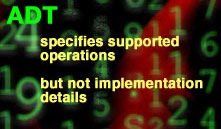 ADT
specifies supported
operations
but not implementation
details